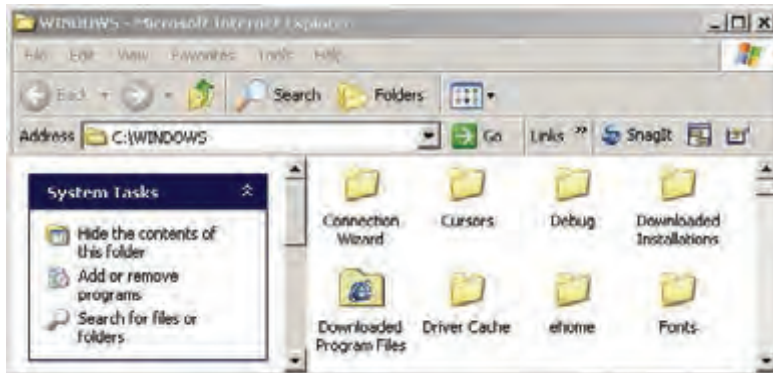 WINDOWS - Microsoft Internet Explorer
File Edit View Favorites Tools Help
Back Search Folders
Address C:\WINDOWS Go Links » SnagIt
System Tasks
Hide the contents of
this folder
Add or remove
programs
Search for files or
folders
Connection
Wizard
Cursors
Debug
Downloaded
Installations
Downloaded
Program Files
Driver Cache
ehome
Fonts